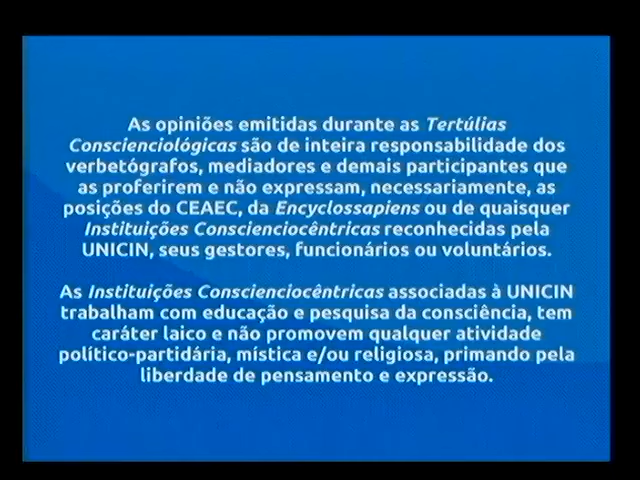 As opiniões emitidas durante as Tertúlias
Conscienciológicas são de inteira responsabilidade dos
verbetógrafos, mediadores e demais participantes que
as proferirem e não expressam, necessariamente, as
posições do CEAEC, da Encyclossapiens ou de quaisquer
Instituições Conscienciocêntricas reconhecidas pela
UNICIN, seus gestores, funcionários ou voluntários.
As Instituições Conscienciocêntricas associadas à UNICIN
trabalham com educação e pesquisa da consciência, tem
caráter laico e não promovem qualquer atividade
político-partidária, mística e/ou religiosa, primando pela
liberdade de pensamento e expressão.